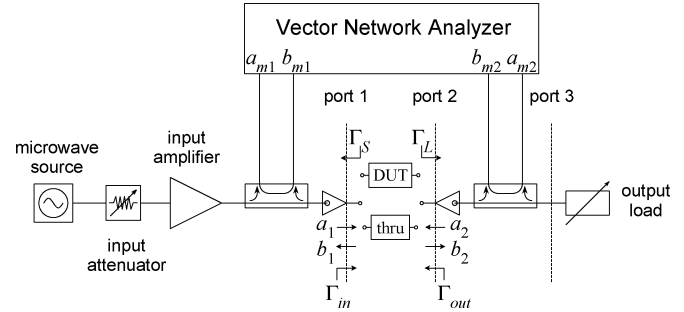 Vector Network Analyzer
a_m1 b_m1 b_m2 a_m2
port 1 port 2 port 3
microwave source
input amplifier
Γ_S Γ_L
DUT
input attenuator
thru
output load
a_1 a_2
b_1 b_2
Γ_in Γ_out